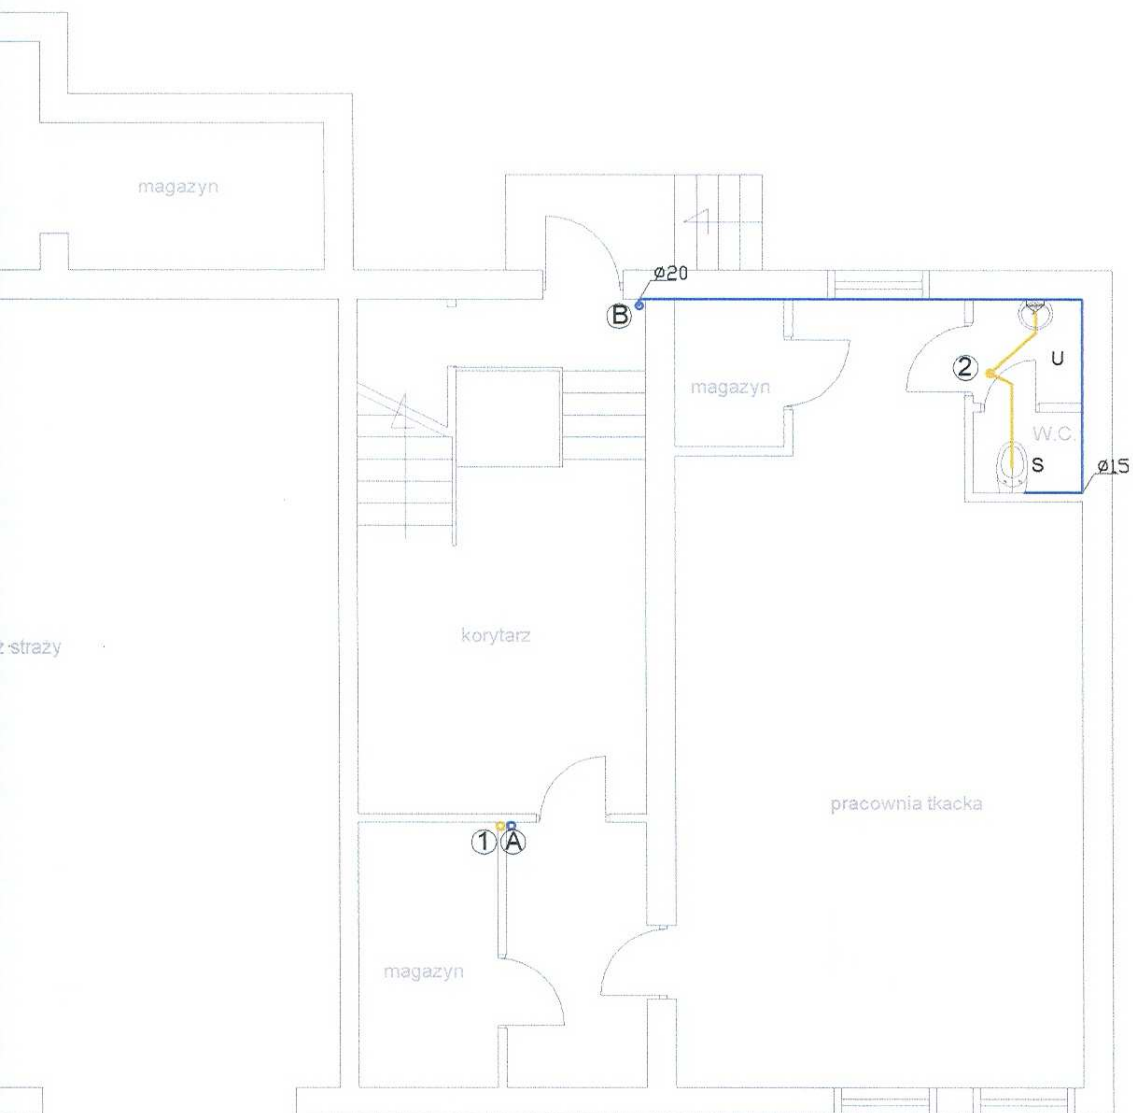 magazyn
ø20
B
magazyn
2
U
W.C.
S
ø15
korytarz
ż straży
pracownia tkacka
1 A
magazyn